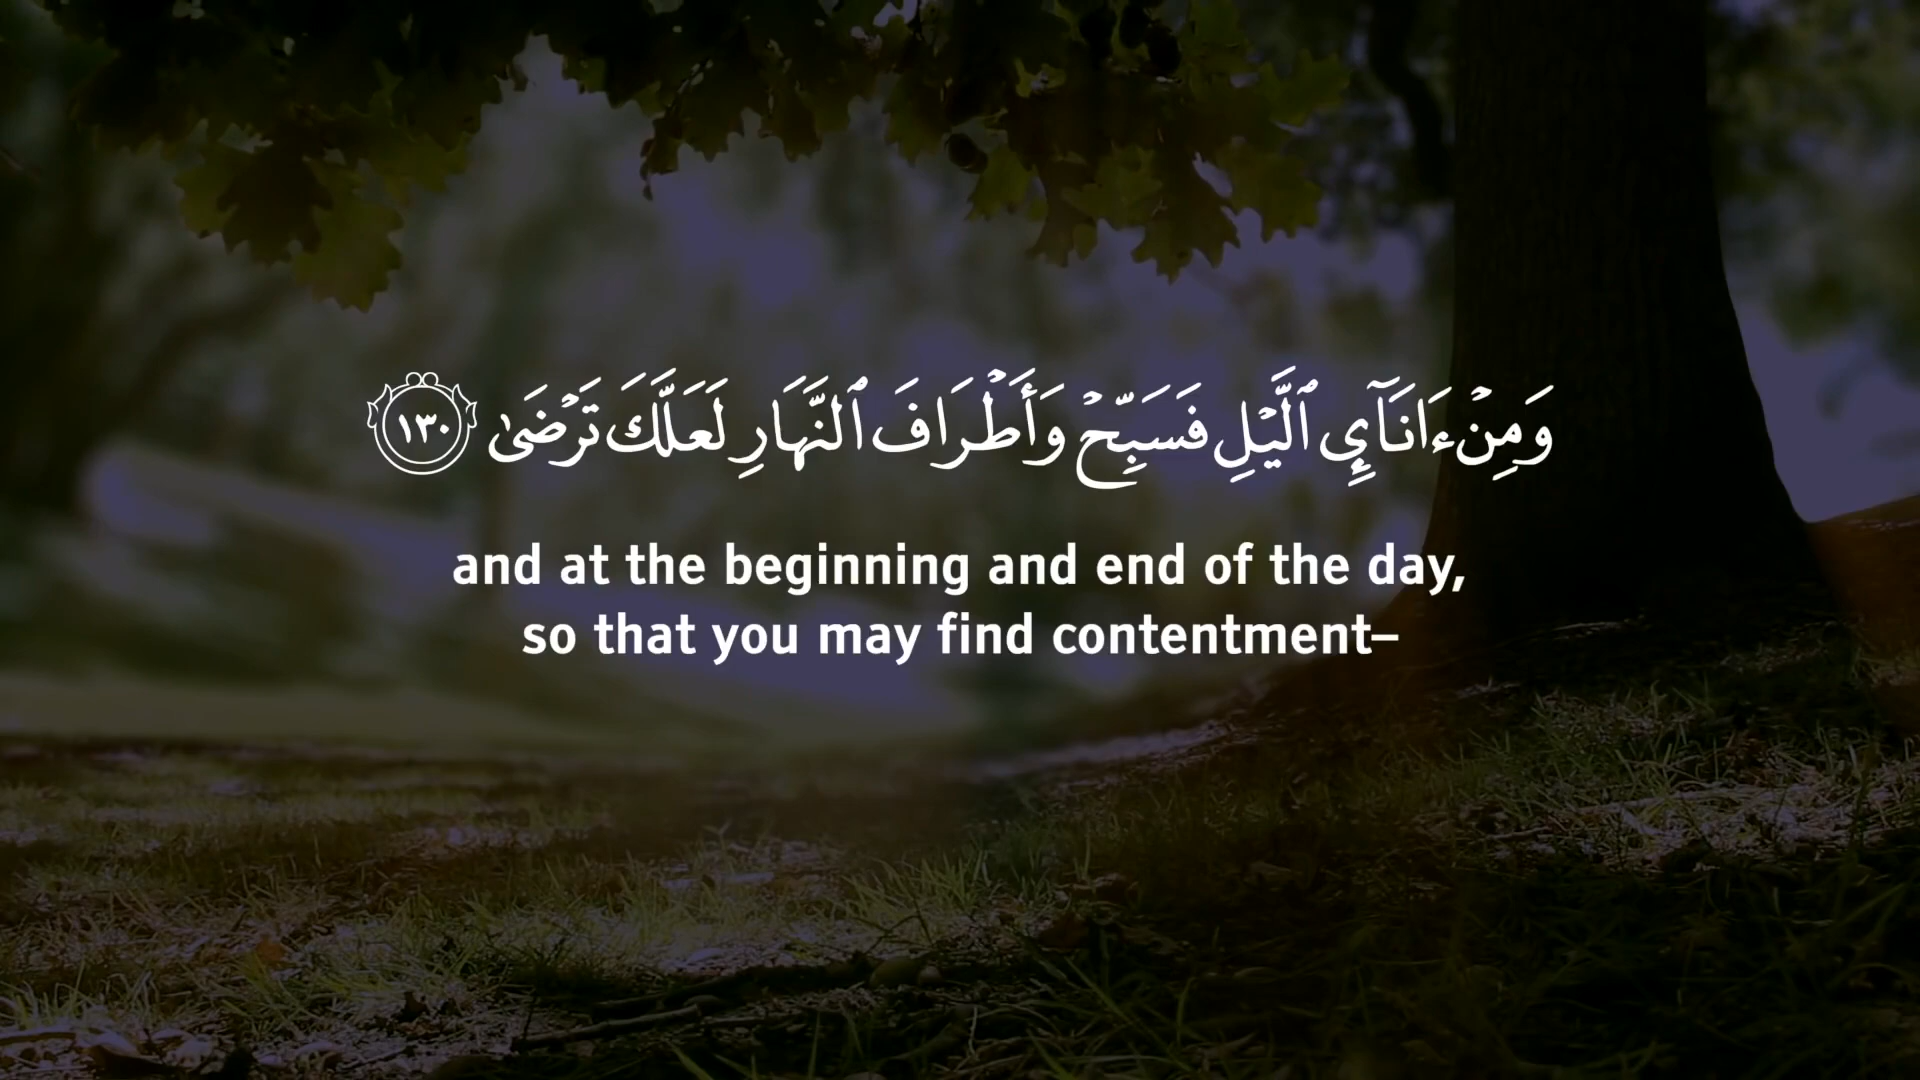 وَمِنْ ءَانَآيِٕ ٱلَّيْلِ فَسَبِّحْ وَأَطْرَافَ ٱلنَّهَارِ لَعَلَّكَ تَرْضَىٰ ١٣٠
and at the beginning and end of the day,
so that you may find contentment–